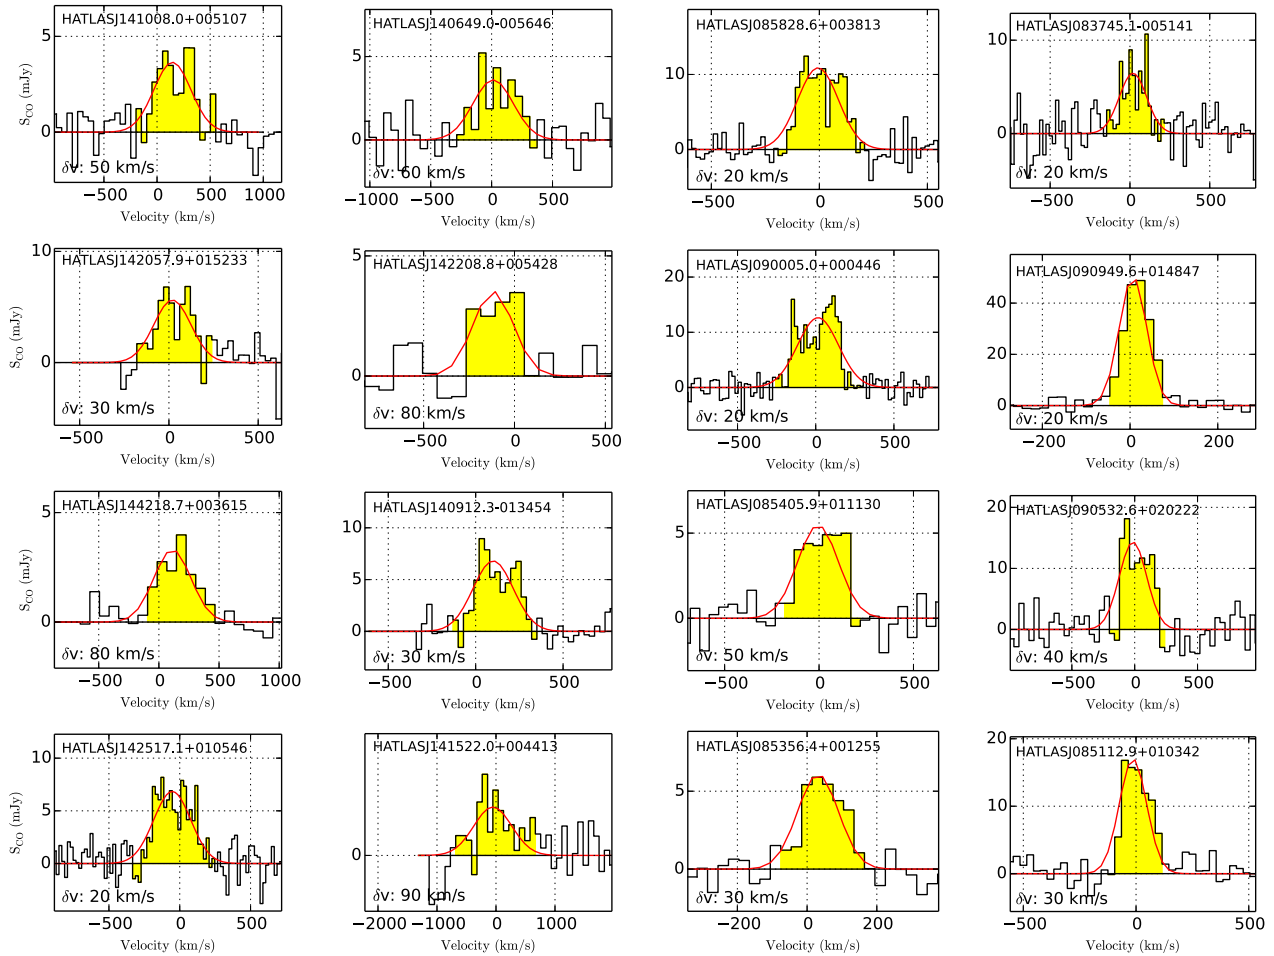 HATLASJ141008.0+005107
5
0
S_CO (mJy)
δv: 50 km/s
−500 0 500 1000
Velocity (km/s)
HATLASJ140649.0-005646
5
0
δv: 60 km/s
−1000 −500 0 500
Velocity (km/s)
HATLASJ085828.6+003813
10
0
δv: 20 km/s
−500 0 500
Velocity (km/s)
HATLASJ083745.1-005141
10
0
δv: 20 km/s
−500 0 500
Velocity (km/s)
10
HATLASJ142057.9+015233
5
0
S_CO (mJy)
δv: 30 km/s
−500 0 500
Velocity (km/s)
5
HATLASJ142208.8+005428
0
δv: 80 km/s
−500 0 500
Velocity (km/s)
HATLASJ090005.0+000446
20
10
0
δv: 20 km/s
−500 0 500
Velocity (km/s)
HATLASJ090949.6+014847
40
20
0
δv: 20 km/s
−200 0 200
Velocity (km/s)
HATLASJ144218.7+003615
5
0
S_CO (mJy)
δv: 80 km/s
−500 0 500 1000
Velocity (km/s)
HATLASJ140912.3-013454
10
5
0
δv: 30 km/s
−500 0 500
Velocity (km/s)
HATLASJ085405.9+011130
5
0
δv: 50 km/s
−500 0 500
Velocity (km/s)
20
HATLASJ090532.6+020222
10
0
δv: 40 km/s
−500 0 500
Velocity (km/s)
HATLASJ142517.1+010546
10
5
0
S_CO (mJy)
δv: 20 km/s
−500 0 500
Velocity (km/s)
HATLASJ141522.0+004413
0
δv: 90 km/s
−2000 −1000 0 1000
Velocity (km/s)
HATLASJ085356.4+001255
5
0
δv: 30 km/s
−200 0 200
Velocity (km/s)
20
HATLASJ085112.9+010342
10
0
δv: 30 km/s
−500 0 500
Velocity (km/s)